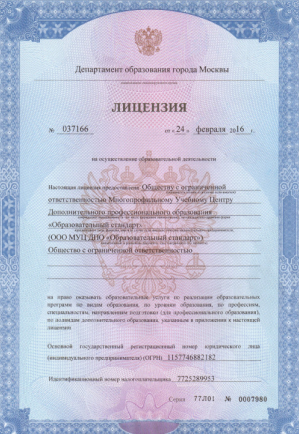 Департамент образования города Москвы
ЛИЦЕНЗИЯ
№ 037166 от « 24 » февраля 2016 г.
на осуществление образовательной деятельности
Настоящая лицензия предоставлена Обществу с ограниченной
ответственностью Многопрофильному Учебному Центру
Дополнительного профессионального образования
«Образовательный стандарт»
(ООО МУЦ ДПО «Образовательный стандарт»)
Общество с ограниченной ответственностью
на право оказывать образовательные услуги по реализации образовательных
программ по видам образования, по уровням образования, по профессиям,
специальностям, направлениям подготовки (для профессионального образования),
по подвидам дополнительного образования, указанным в приложении к настоящей
лицензии
Основной государственный регистрационный номер юридического лица
(индивидуального предпринимателя) (ОГРН) 1157746882182
Идентификационный номер налогоплательщика 7725289953
Серия 77Л01 № 0007980